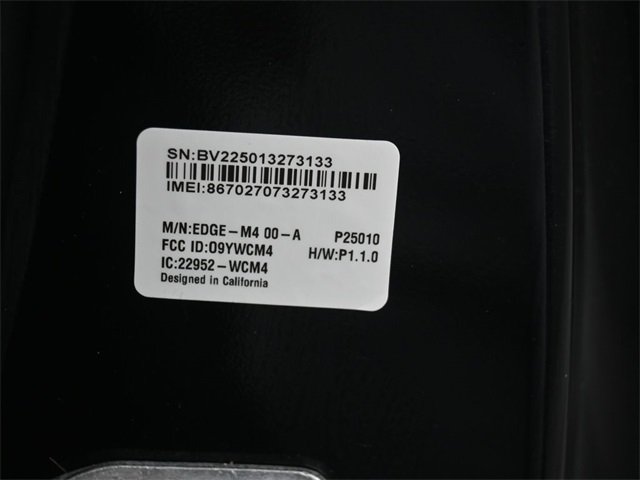 SN:BV225013273133
IMEI:867027073273133
M/N:EDGE-M4 00-A P25010
FCC ID:O9YWCM4 H/W:P1.1.0
IC:22952-WCM4
Designed in California